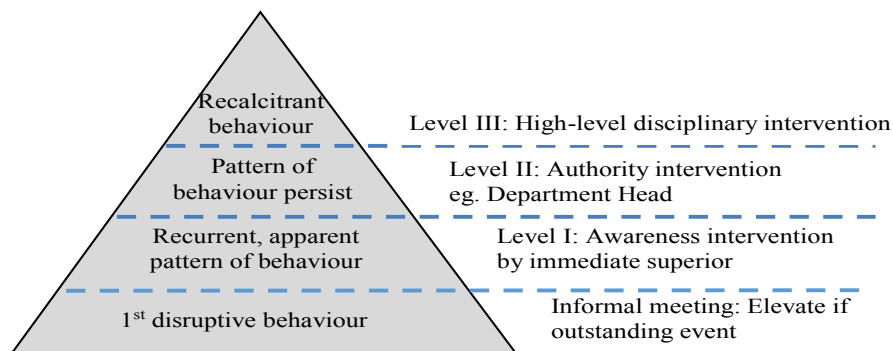 Recalcitrant
behaviour
Level III: High-level disciplinary intervention
Pattern of
behaviour persist
Level II: Authority intervention
eg. Department Head
Recurrent, apparent
pattern of behaviour
Level I: Awareness intervention
by immediate superior
1st disruptive behaviour
Informal meeting: Elevate if
outstanding event